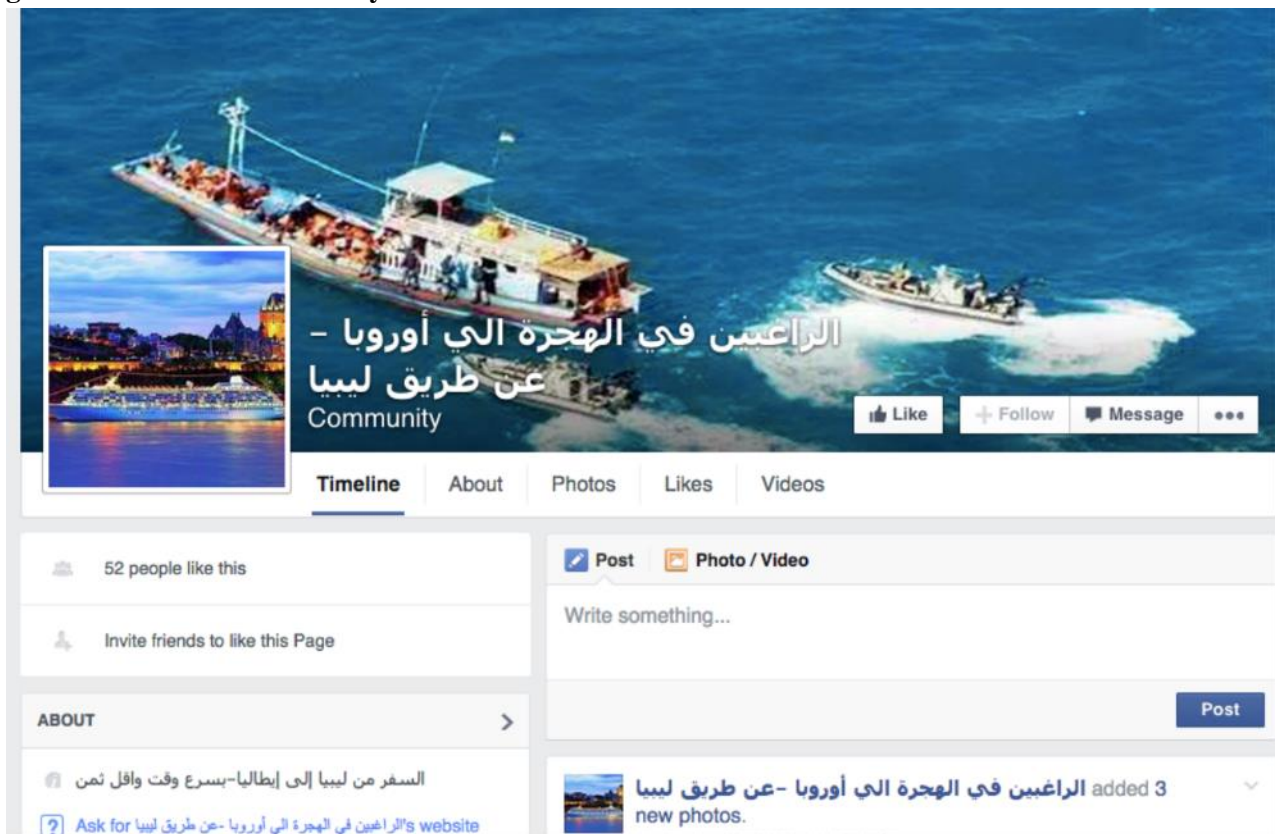 الراغبين في الهجرة الي أوروبا –
عن طريق ليبيا
Community
Like
Follow
Message
Timeline
About
Photos
Likes
Videos
52 people like this
Invite friends to like this Page
ABOUT
السفر من ليبيا إلى إيطاليا-بسرع وقت واقل ثمن
Ask for الراغبين في الهجرة الي أوروبا -عن طريق ليبيا's website
Post
Photo / Video
Write something...
Post
الراغبين في الهجرة الي أوروبا -عن طريق ليبيا added 3
new photos.